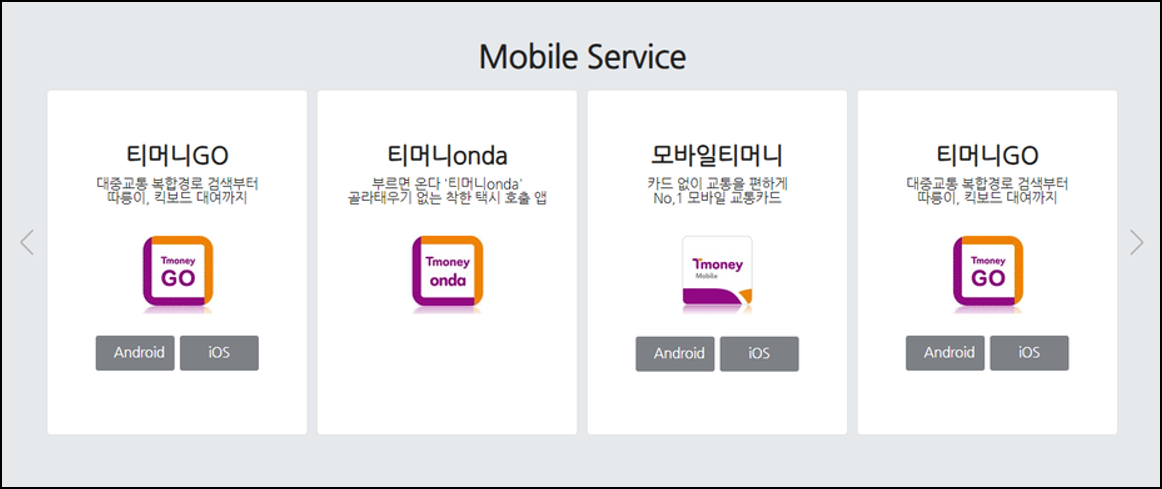 Mobile Service
티머니GO
대중교통 복합경로 검색부터
따릉이, 킥보드 대여까지
Tmoney
GO
Android
iOS
티머니onda
부르면 온다 '티머니onda'
골라태우기 없는 착한 택시 호출 앱
Tmoney
onda
모바일티머니
카드 없이 교통을 편하게
No,1 모바일 교통카드
Tmoney
Mobile
Android
iOS
티머니GO
대중교통 복합경로 검색부터
따릉이, 킥보드 대여까지
Tmoney
GO
Android
iOS